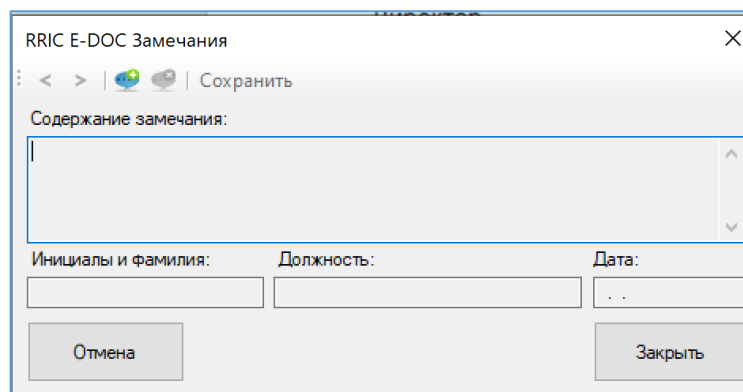 RRIC E-DOC Замечания
< > Сохранить
Содержание замечания:
Инициалы и фамилия: Должность: Дата:
. .
Отмена Закрыть